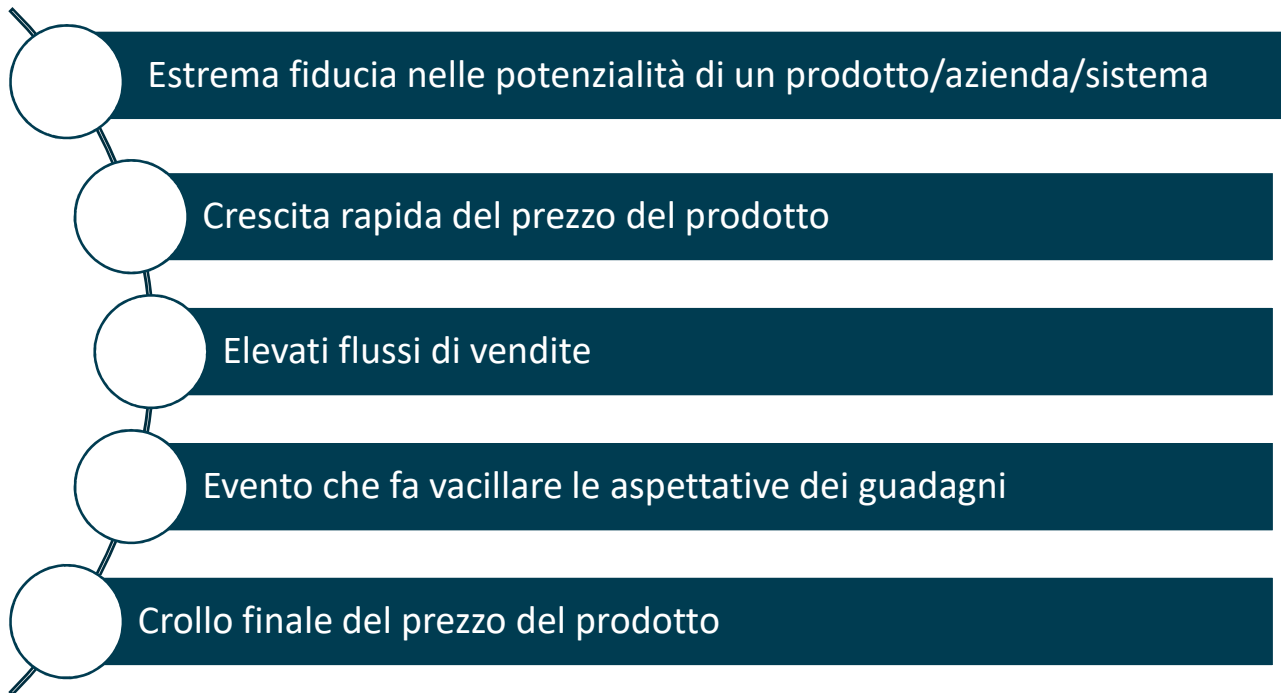 Estrema fiducia nelle potenzialità di un prodotto/azienda/sistema
Crescita rapida del prezzo del prodotto
Elevati flussi di vendite
Evento che fa vacillare le aspettative dei guadagni
Crollo finale del prezzo del prodotto